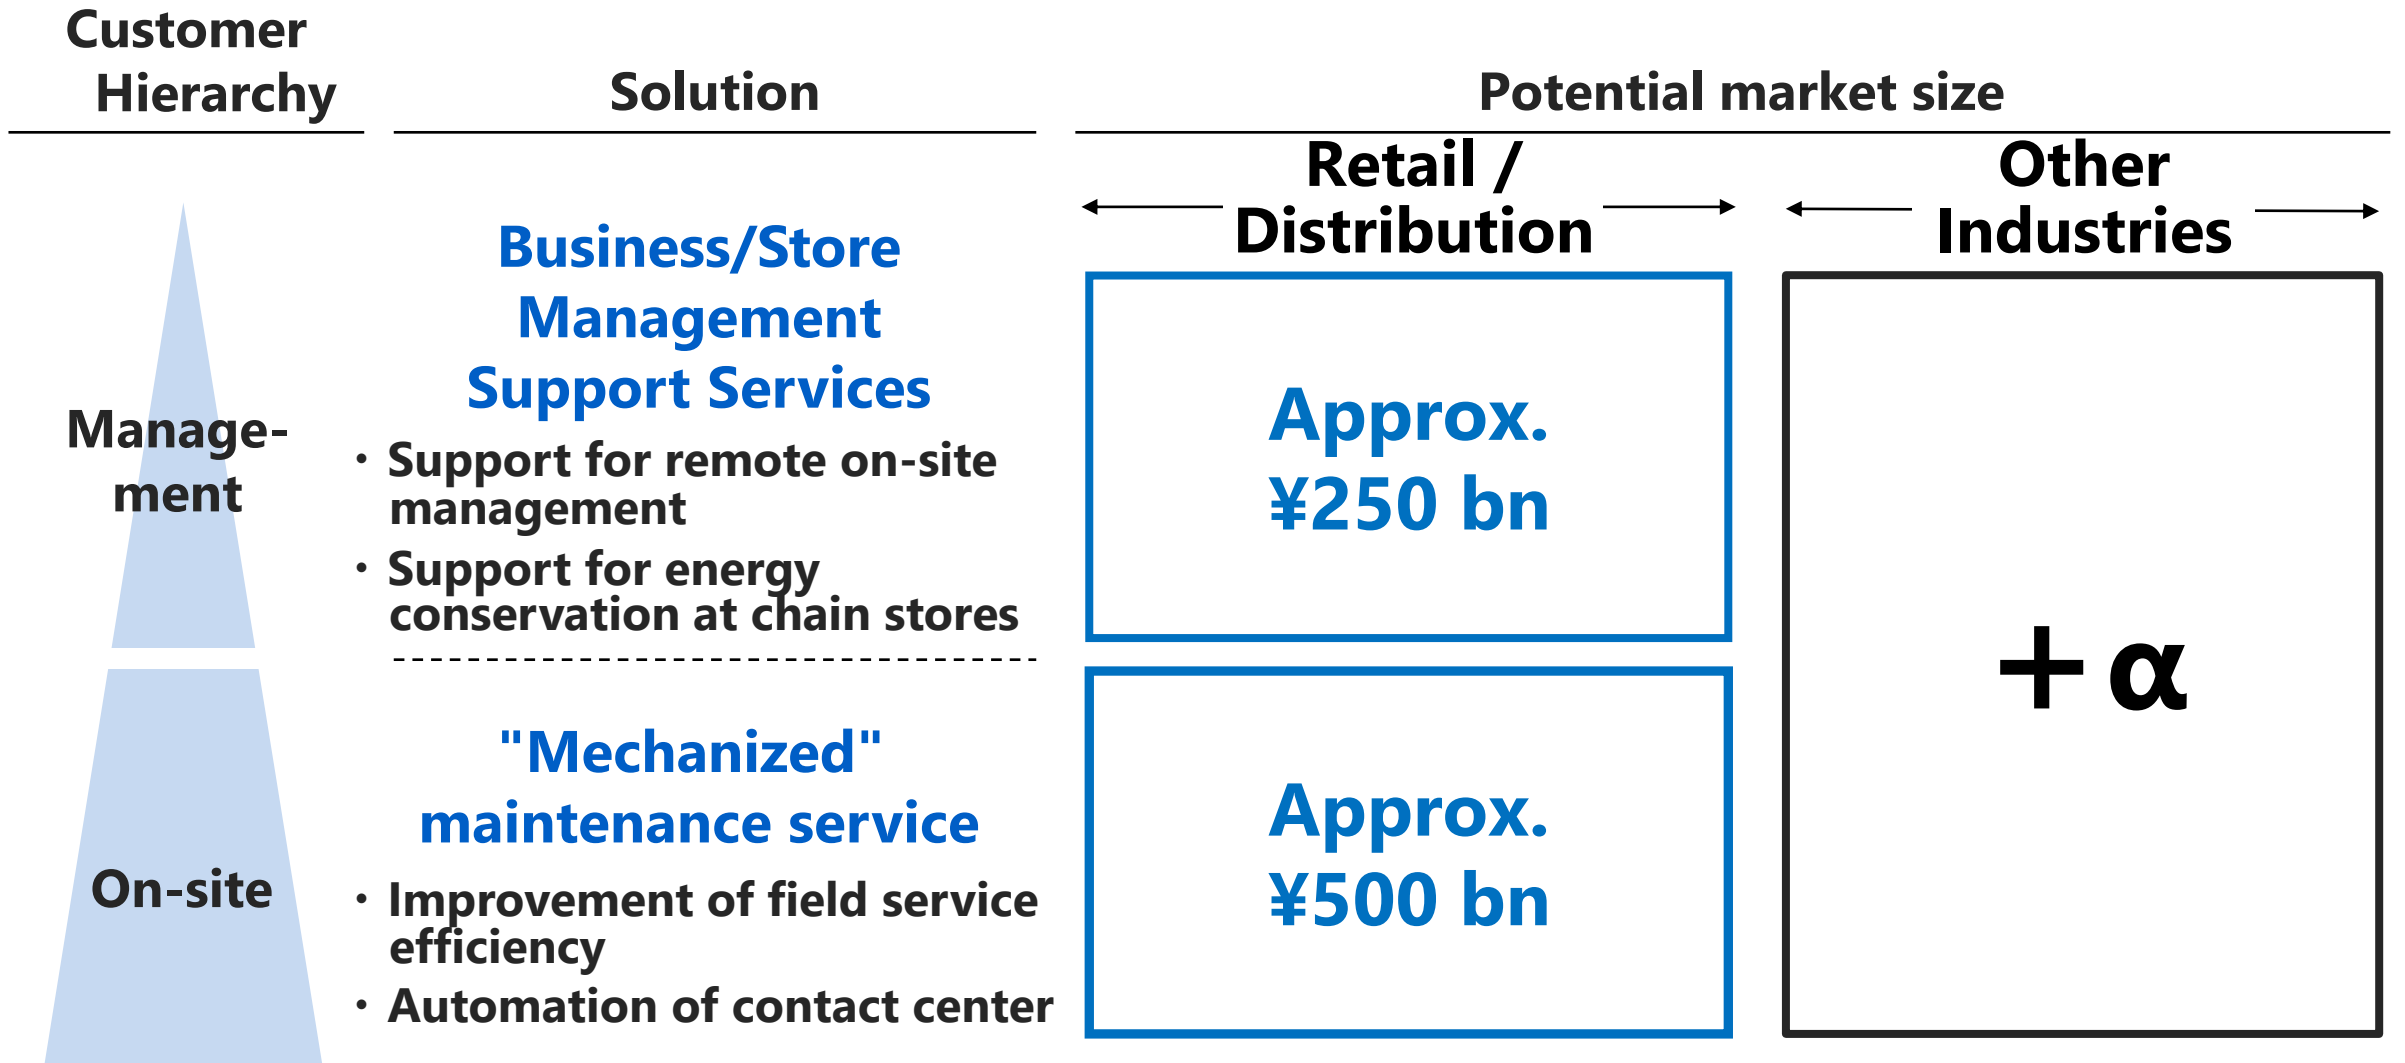 Customer
Hierarchy
Solution
Potential market size
Retail /
Distribution
Other
Industries
Manage-
ment
Business/Store
Management
Support Services
・Support for remote on-site
management
・Support for energy
conservation at chain stores
Approx.
¥250 bn
+α
On-site
"Mechanized"
maintenance service
・Improvement of field service
efficiency
・Automation of contact center
Approx.
¥500 bn